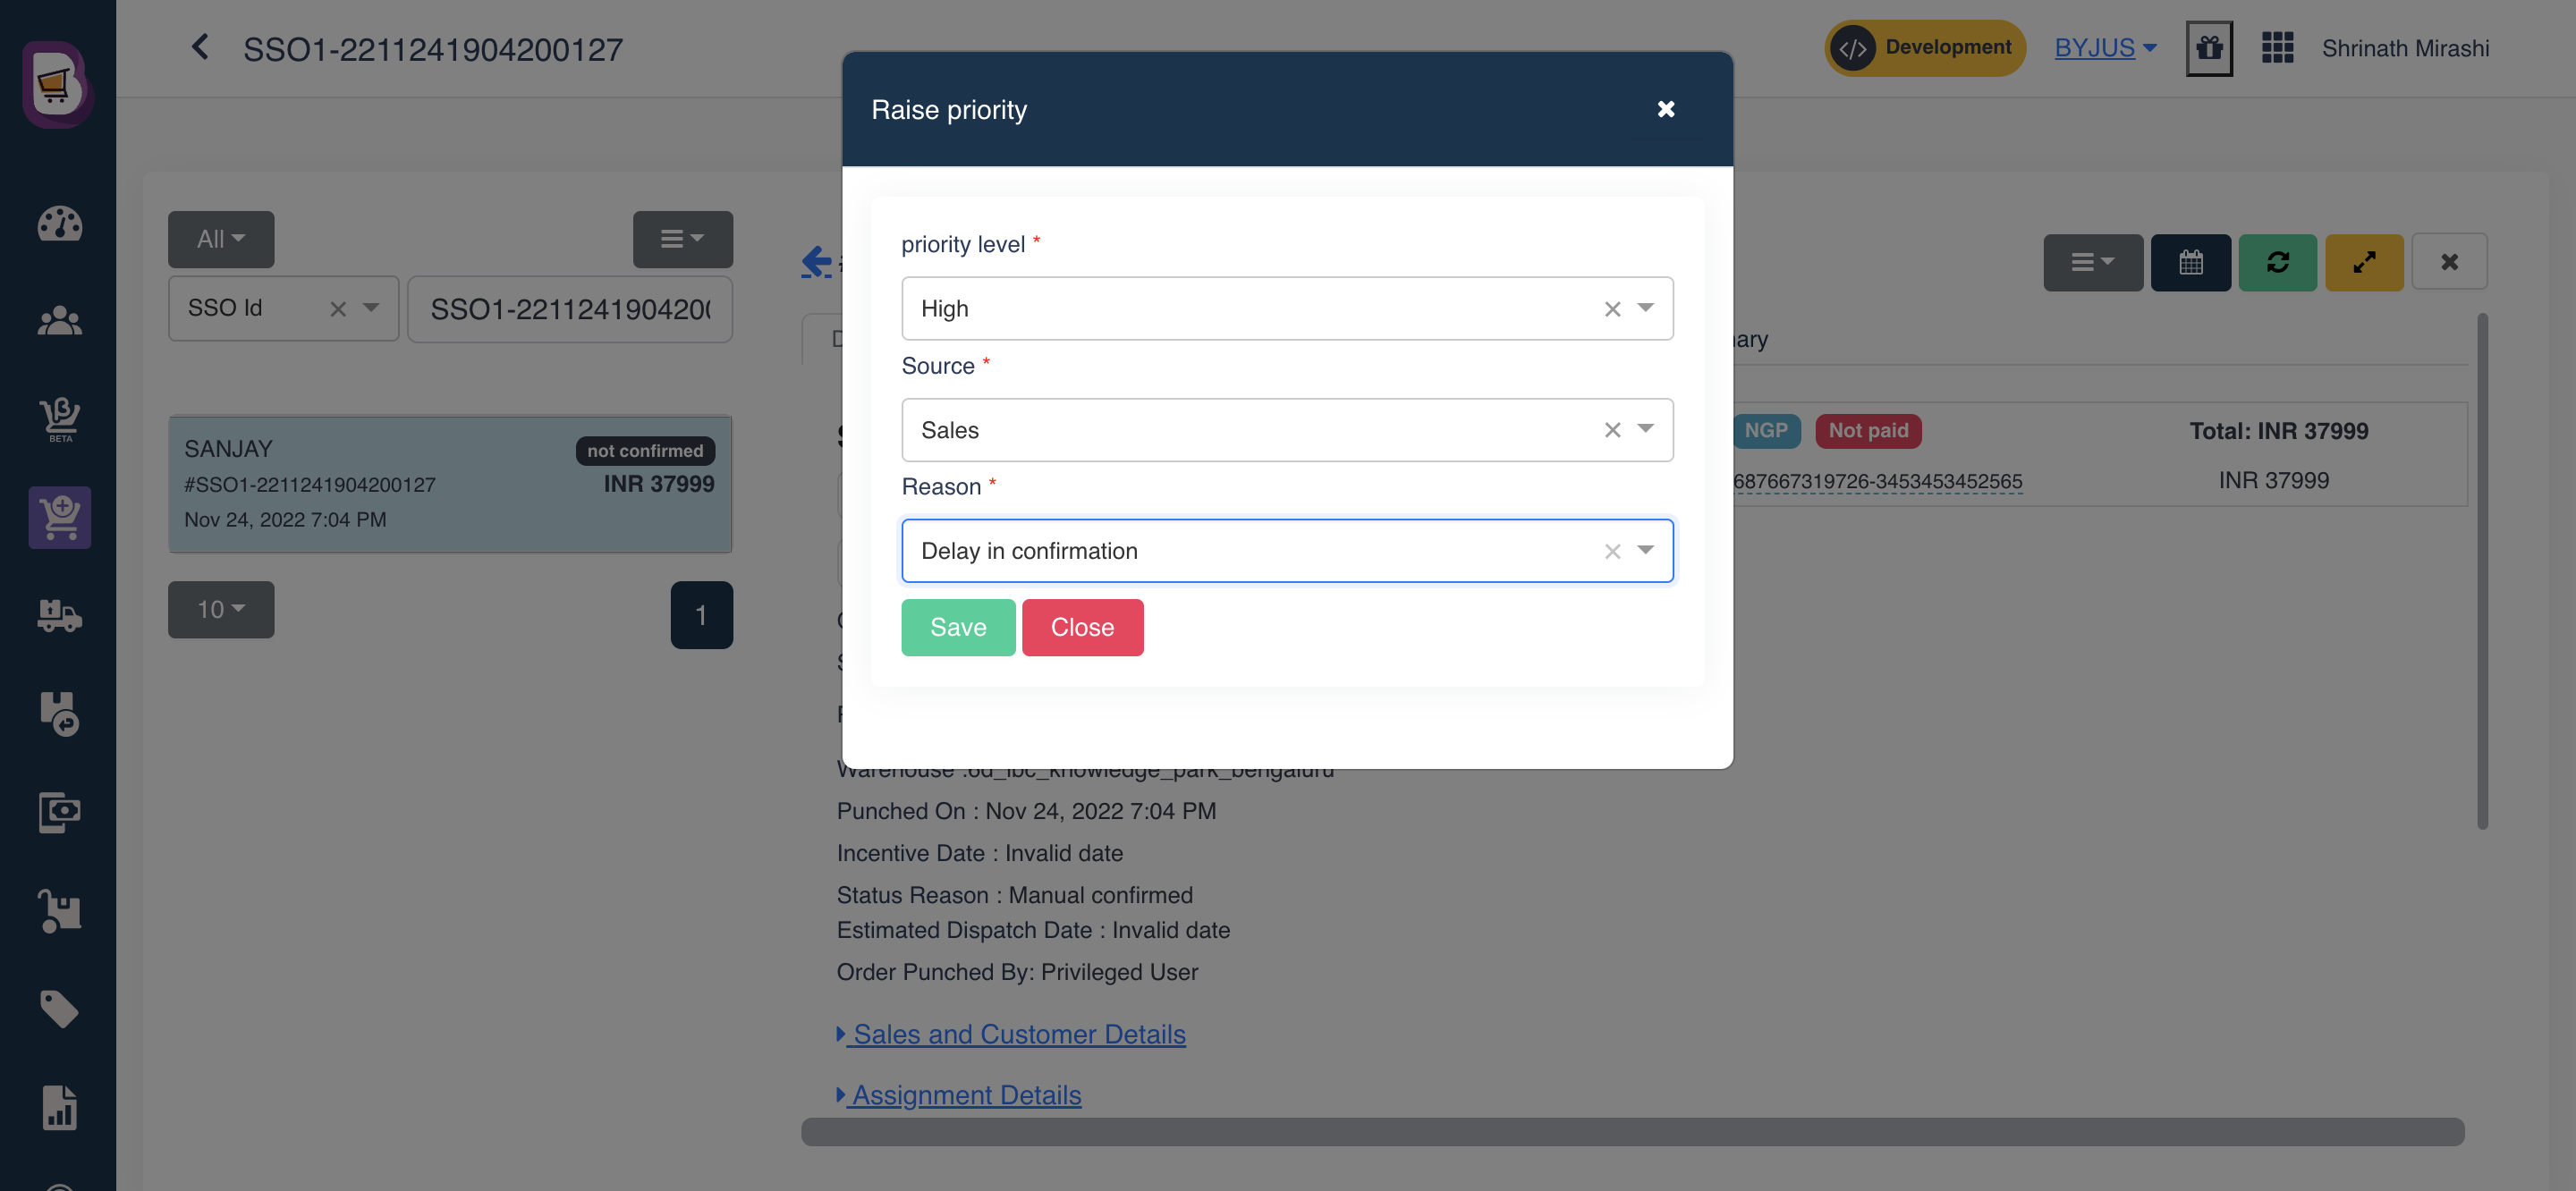 SSO1-2211241904200127
Development
BYJUS
Shrinath Mirashi
Raise priority
priority level *
High
Source *
Sales
Reason *
Delay in confirmation
Save
Close
All
SSO Id
SSO1-221124190420
SANJAY
not confirmed
#SSO1-2211241904200127
INR 37999
Nov 24, 2022 7:04 PM
10
1
BETA
NGP
Not paid
Total: INR 37999
687667319726-3453453452565
INR 37999
Punched On : Nov 24, 2022 7:04 PM
Incentive Date : Invalid date
Status Reason : Manual confirmed
Estimated Dispatch Date : Invalid date
Order Punched By: Privileged User
Sales and Customer Details
Assignment Details